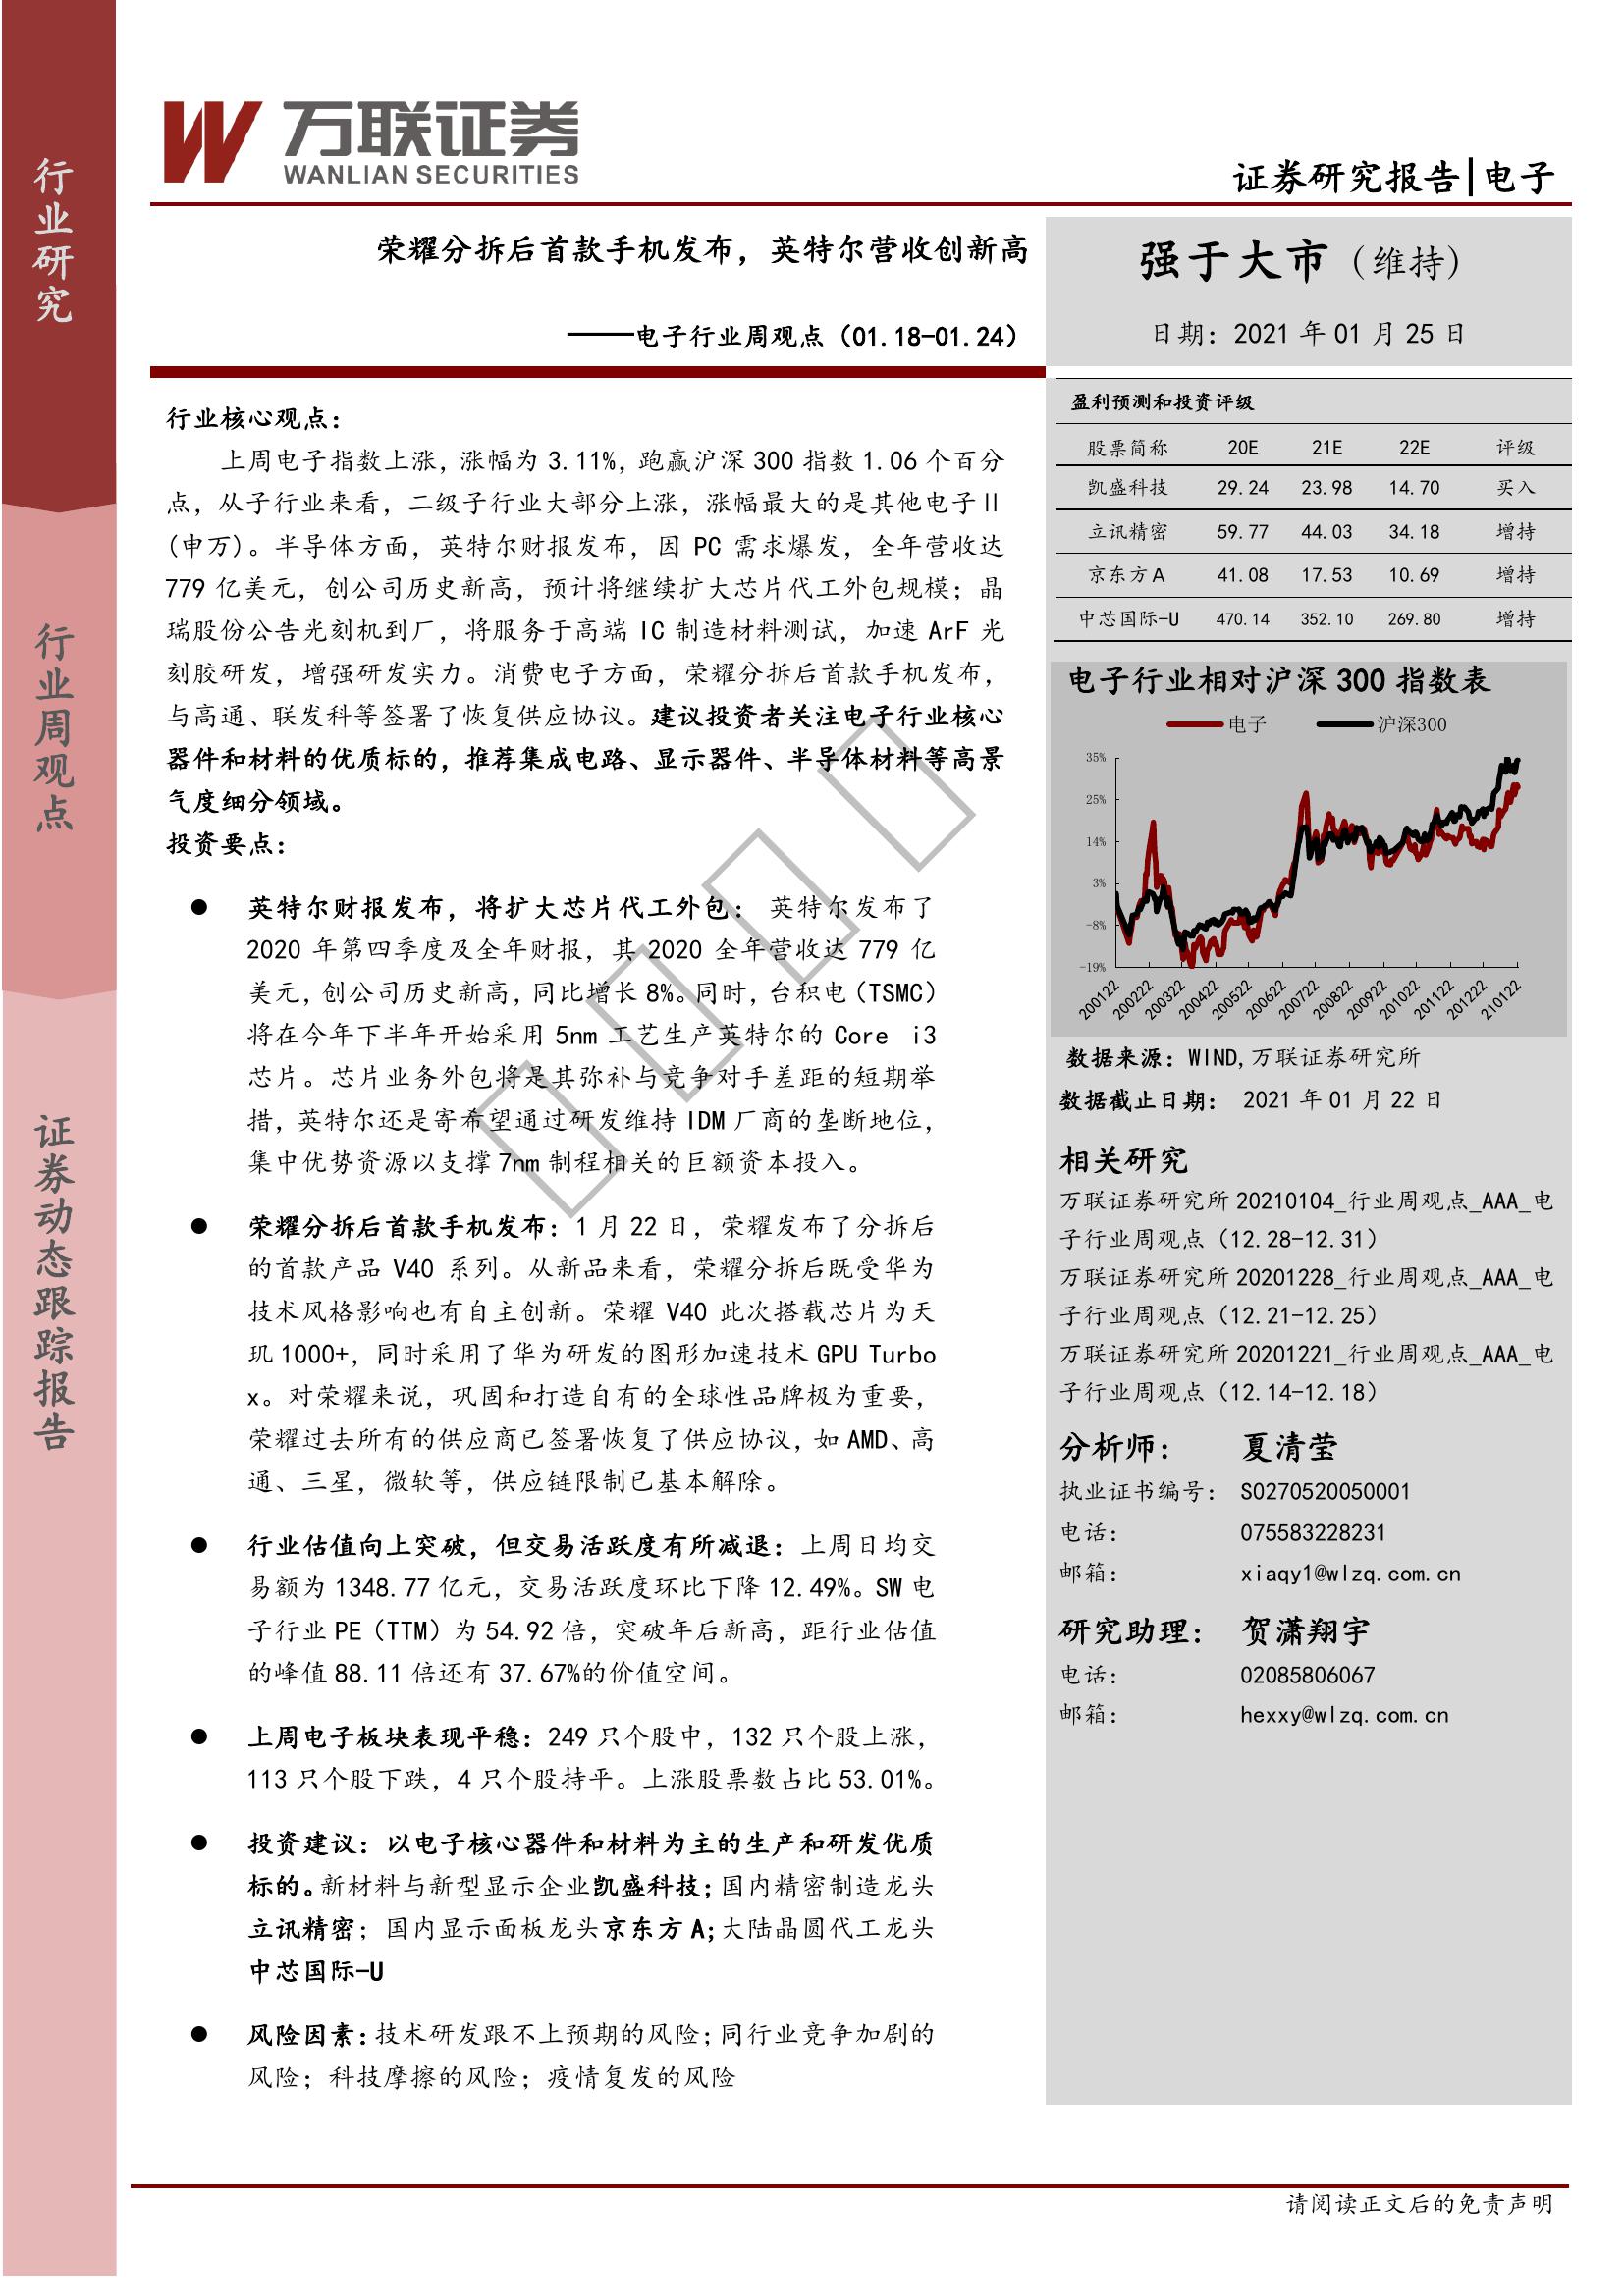 行业研究
行业周观点
证券动态跟踪报告
万联证券
WANLIAN SECURITIES
证券研究报告|电子
荣耀分拆后首款手机发布，英特尔营收创新高
——电子行业周观点（01.18-01.24）
强于大市（维持）
日期：2021 年 01 月 25 日
行业核心观点：
上周电子指数上涨，涨幅为 3.11%，跑赢沪深 300 指数 1.06 个百分
点，从子行业来看，二级子行业大部分上涨，涨幅最大的是其他电子Ⅱ
(申万)。半导体方面，英特尔财报发布，因 PC 需求爆发，全年营收达
779 亿美元，创公司历史新高，预计将继续扩大芯片代工外包规模；晶
瑞股份公告光刻机到厂，将服务于高端 IC 制造材料测试，加速 ArF 光
刻胶研发，增强研发实力。消费电子方面，荣耀分拆后首款手机发布，
与高通、联发科等签署了恢复供应协议。建议投资者关注电子行业核心
器件和材料的优质标的，推荐集成电路、显示器件、半导体材料等高景
气度细分领域。
投资要点：
● 英特尔财报发布，将扩大芯片代工外包： 英特尔发布了
2020 年第四季度及全年财报，其 2020 全年营收达 779 亿
美元，创公司历史新高，同比增长 8%。同时，台积电（TSMC）
将在今年下半年开始采用 5nm 工艺生产英特尔的 Core i3
芯片。芯片业务外包将是其弥补与竞争对手差距的短期举
措，英特尔还是寄希望通过研发维持 IDM 厂商的垄断地位，
集中优势资源以支撑 7nm 制程相关的巨额资本投入。
● 荣耀分拆后首款手机发布：1 月 22 日，荣耀发布了分拆后
的首款产品 V40 系列。从新品来看，荣耀分拆后既受华为
技术风格影响也有自主创新。荣耀 V40 此次搭载芯片为天
玑 1000+，同时采用了华为研发的图形加速技术 GPU Turbo
x。对荣耀来说，巩固和打造自有的全球性品牌极为重要，
荣耀过去所有的供应商已签署恢复了供应协议，如 AMD、高
通、三星，微软等，供应链限制已基本解除。
● 行业估值向上突破，但交易活跃度有所减退：上周日均交
易额为 1348.77 亿元，交易活跃度环比下降 12.49%。SW 电
子行业 PE（TTM）为 54.92 倍，突破年后新高，距行业估值
的峰值 88.11 倍还有 37.67%的价值空间。
● 上周电子板块表现平稳：249 只个股中，132 只个股上涨，
113 只个股下跌，4 只个股持平。上涨股票数占比 53.01%。
● 投资建议：以电子核心器件和材料为主的生产和研发优质
标的。新材料与新型显示企业凯盛科技；国内精密制造龙头
立讯精密；国内显示面板龙头京东方 A；大陆晶圆代工龙头
中芯国际-U
● 风险因素：技术研发跟不上预期的风险；同行业竞争加剧的
风险；科技摩擦的风险；疫情复发的风险
盈利预测和投资评级
股票简称 20E 21E 22E 评级
凯盛科技 29.24 23.98 14.70 买入
立讯精密 59.77 44.03 34.18 增持
京东方A 41.08 17.53 10.69 增持
中芯国际-U 470.14 352.10 269.80 增持
电子行业相对沪深 300 指数表
电子 沪深300
35%
25%
14%
3%
-8%
-19%
200122 200222 200322 200422 200522 200622 200722 200822 200922 201022 201122 201222 210122
数据来源：WIND,万联证券研究所
数据截止日期： 2021 年 01 月 22 日
相关研究
万联证券研究所 20210104_行业周观点_AAA_电
子行业周观点（12.28-12.31）
万联证券研究所 20201228_行业周观点_AAA_电
子行业周观点（12.21-12.25）
万联证券研究所 20201221_行业周观点_AAA_电
子行业周观点（12.14-12.18）
分析师： 夏清莹
执业证书编号： S0270520050001
电话： 075583228231
邮箱： xiaqy1@wlzq.com.cn
研究助理： 贺潇翔宇
电话： 02085806067
邮箱： hexxy@wlzq.com.cn
请阅读正文后的免责声明